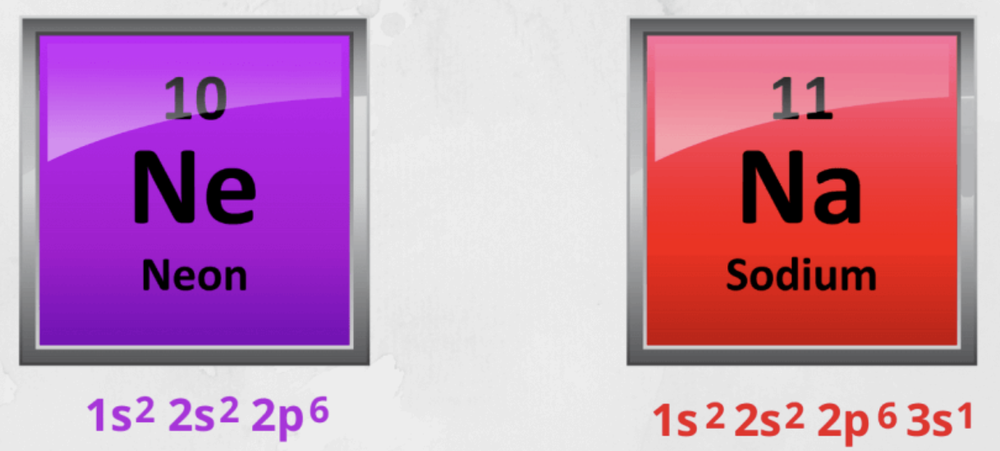 10
Ne
Neon
1s² 2s² 2p⁶
11
Na
Sodium
1s² 2s² 2p⁶ 3s¹